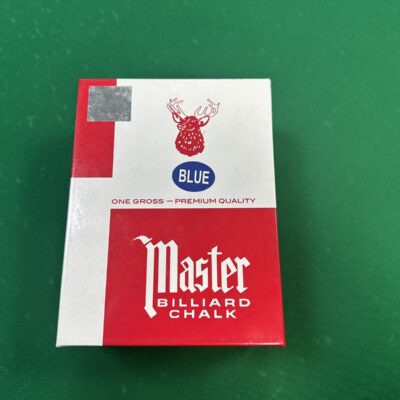 BLUE
ONE GROSS — PREMIUM QUALITY
Master
BILLIARD
CHALK